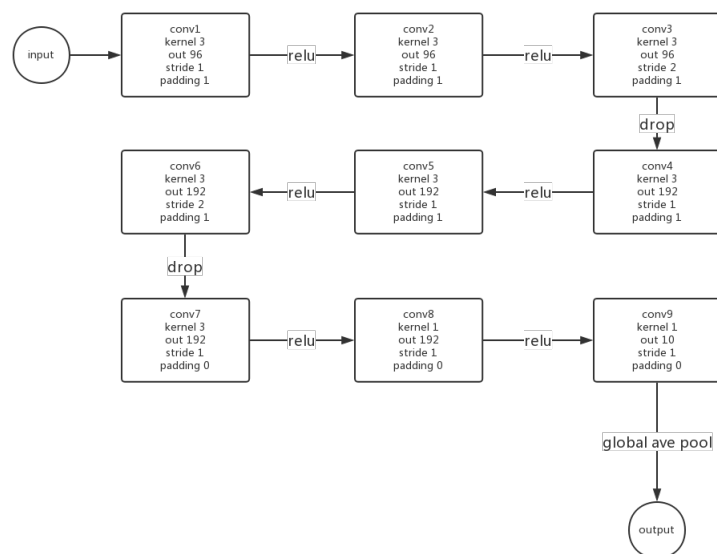 input
conv1
kernel 3
out 96
stride 1
padding 1
relu
conv2
kernel 3
out 96
stride 1
padding 1
relu
conv3
kernel 3
out 96
stride 2
padding 1
drop
conv4
kernel 3
out 192
stride 1
padding 1
relu
conv5
kernel 3
out 192
stride 1
padding 1
relu
conv6
kernel 3
out 192
stride 2
padding 1
drop
conv7
kernel 3
out 192
stride 1
padding 0
relu
conv8
kernel 1
out 192
stride 1
padding 0
relu
conv9
kernel 1
out 10
stride 1
padding 0
global ave pool
output